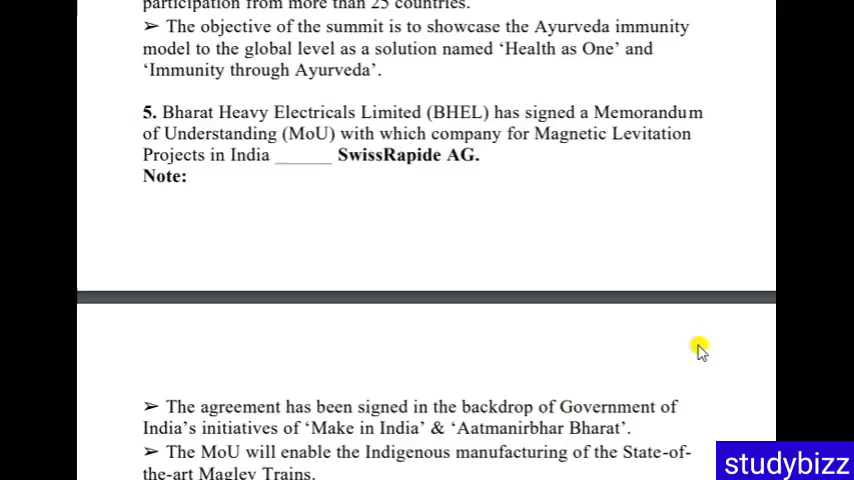 participation from more than 25 countries.
➢ The objective of the summit is to showcase the Ayurveda immunity
model to the global level as a solution named ‘Health as One’ and
‘Immunity through Ayurveda’.
5. Bharat Heavy Electricals Limited (BHEL) has signed a Memorandum
of Understanding (MoU) with which company for Magnetic Levitation
Projects in India ______ SwissRapide AG.
Note:
➢ The agreement has been signed in the backdrop of Government of
India’s initiatives of ‘Make in India’ & ‘Aatmanirbhar Bharat’.
➢ The MoU will enable the Indigenous manufacturing of the State-of-
the-art Maglev Trains.
studybizz